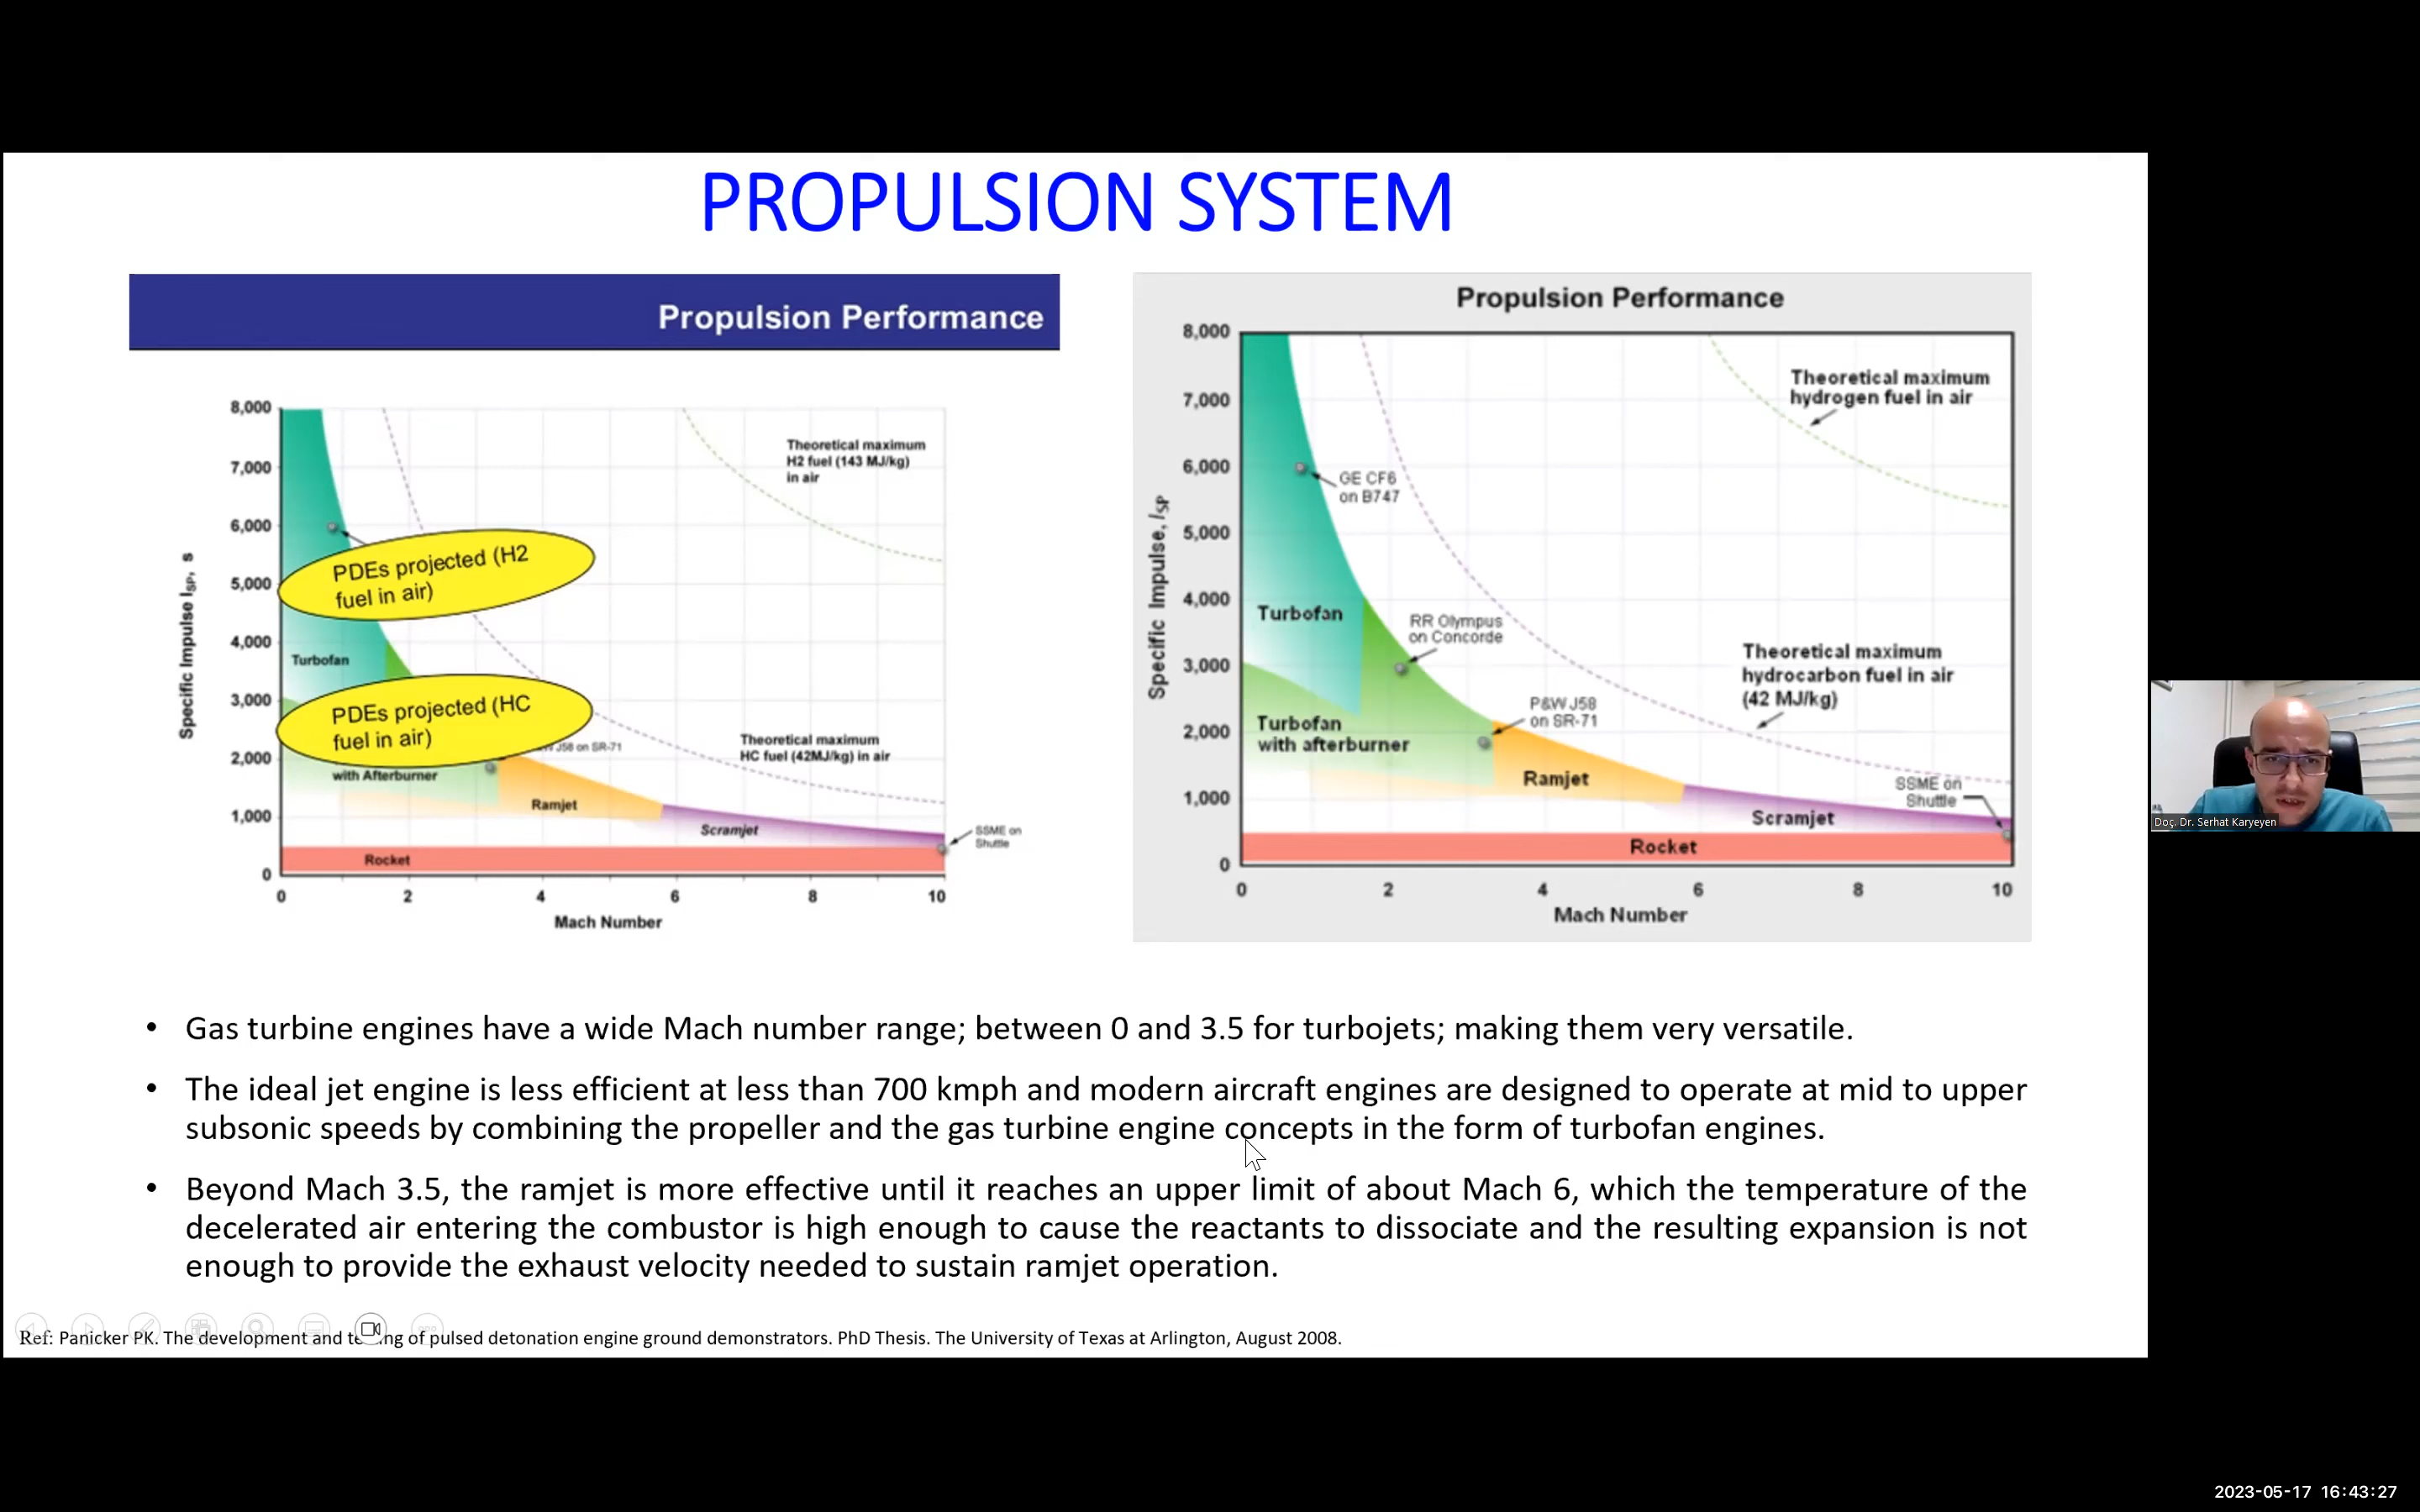 PROPULSION SYSTEM
Propulsion Performance
8,000
7,000
6,000
5,000
4,000
3,000
2,000
1,000
0
Specific Impulse ISP, s
Theoretical maximum
H2 fuel (143 MJ/kg)
in air
PDEs projected (H2
fuel in air)
Turbofan
PDEs projected (HC
fuel in air)
J58 on SR-71
with Afterburner
Theoretical maximum
HC fuel (42MJ/kg) in air
Ramjet
Scramjet
SSME on
Shuttle
Rocket
0 2 4 6 8 10
Mach Number
Propulsion Performance
8,000
7,000
6,000
5,000
4,000
3,000
2,000
1,000
0
Specific Impulse, ISP
Theoretical maximum
hydrogen fuel in air
GE CF6
on B747
Turbofan
RR Olympus
on Concorde
Theoretical maximum
hydrocarbon fuel in air
(42 MJ/kg)
P&W J58
on SR-71
Turbofan
with afterburner
Ramjet
SSME on
Shuttle
Scramjet
Rocket
0 2 4 6 8 10
Mach Number
• Gas turbine engines have a wide Mach number range; between 0 and 3.5 for turbojets; making them very versatile.
• The ideal jet engine is less efficient at less than 700 kmph and modern aircraft engines are designed to operate at mid to upper
subsonic speeds by combining the propeller and the gas turbine engine concepts in the form of turbofan engines.
• Beyond Mach 3.5, the ramjet is more effective until it reaches an upper limit of about Mach 6, which the temperature of the
decelerated air entering the combustor is high enough to cause the reactants to dissociate and the resulting expansion is not
enough to provide the exhaust velocity needed to sustain ramjet operation.
Ref: Panicker PK. The development and testing of pulsed detonation engine ground demonstrators. PhD Thesis. The University of Texas at Arlington, August 2008.
Doç. Dr. Serhat Karyeyen
2023-05-17 16:43:27